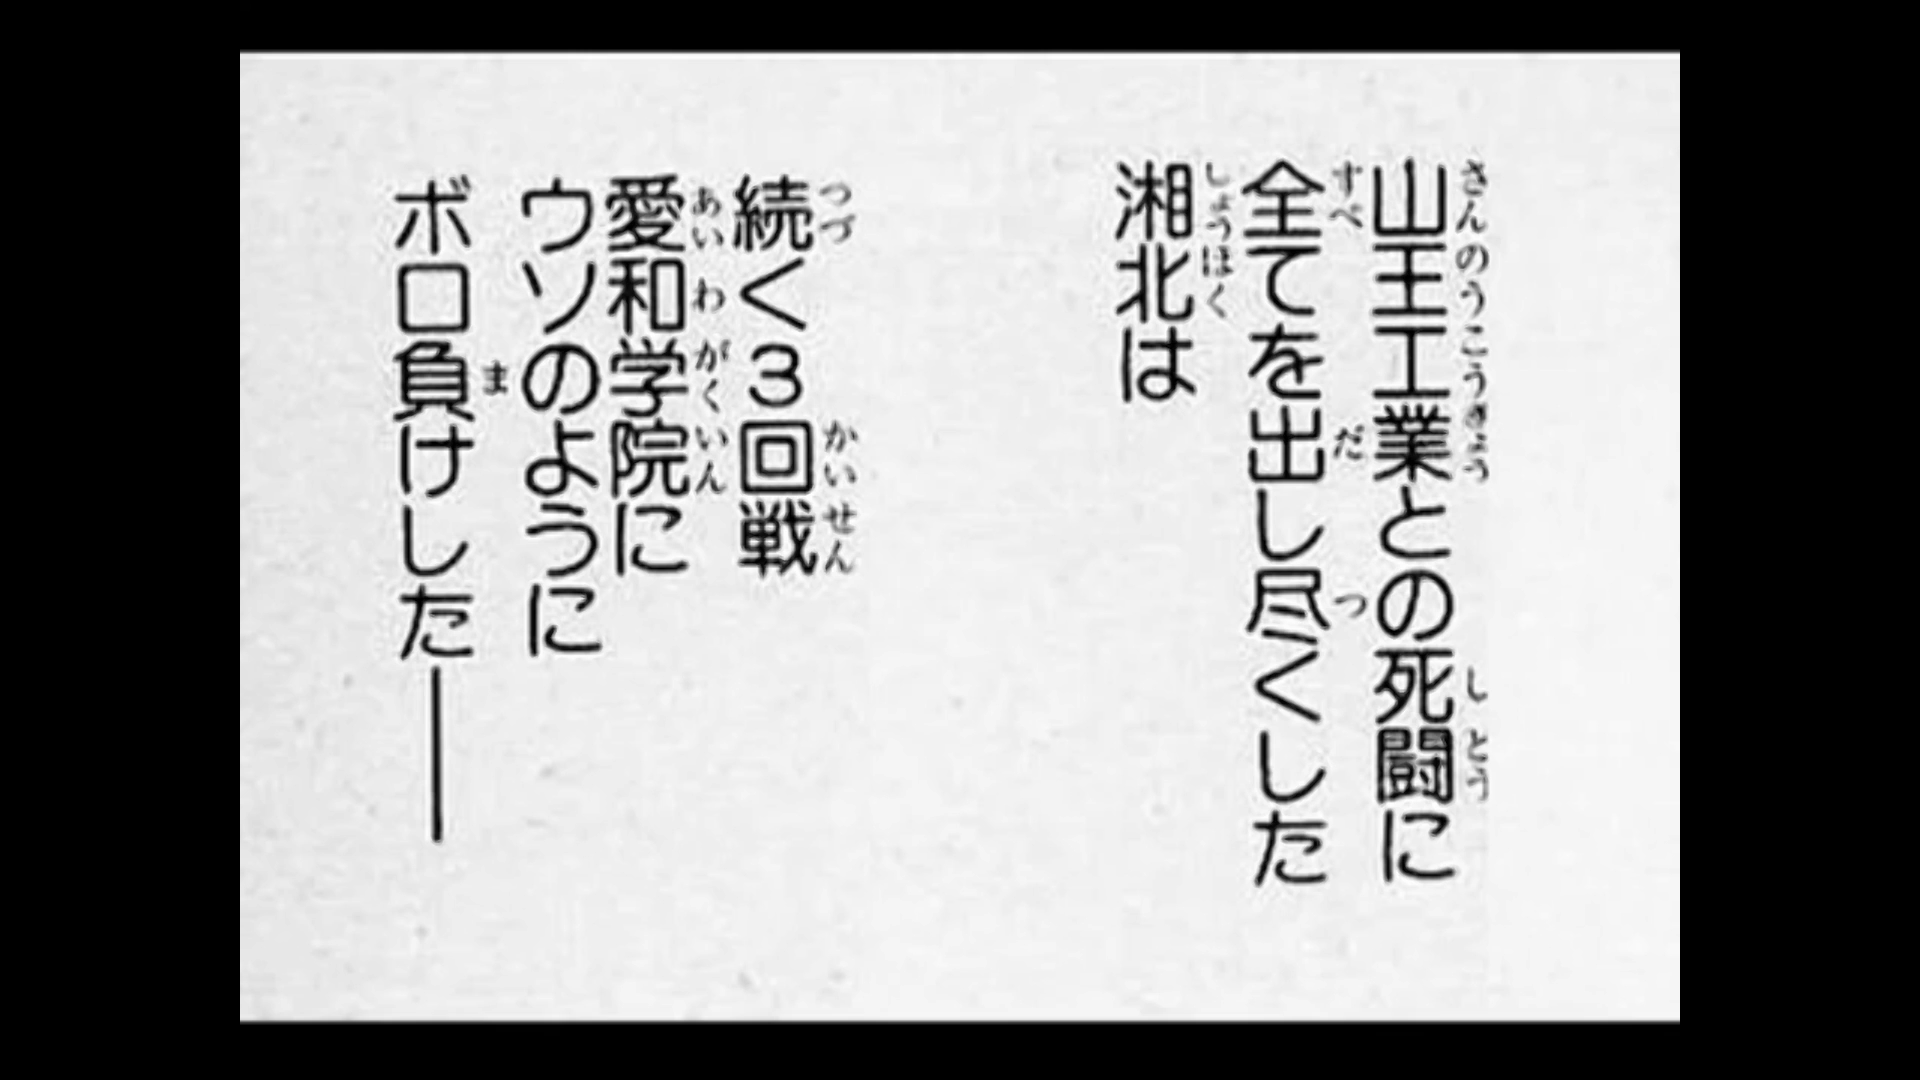 山王工業との死闘に
全てを出し尽くした
湘北は
続く3回戦
愛和学院に
ウソのように
ボロ負けした――